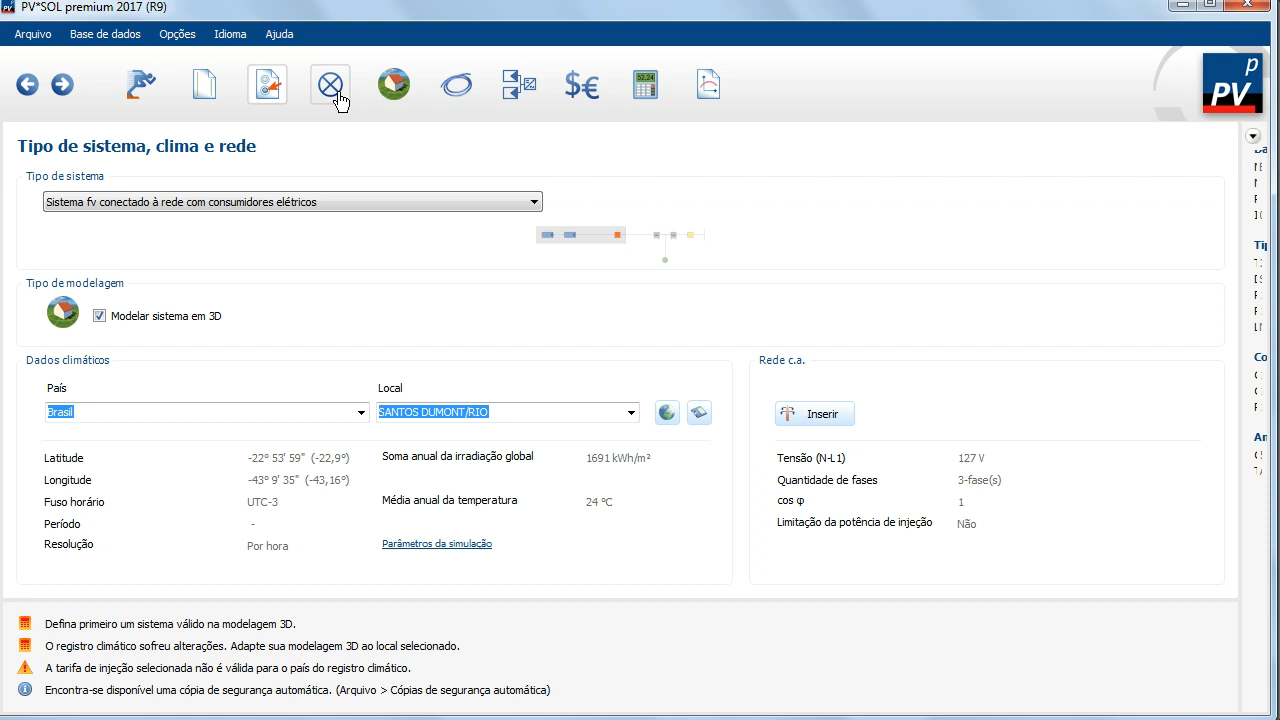 PV*SOL premium 2017 (R9)
Arquivo Base de dados Opções Idioma Ajuda
p
PV
Tipo de sistema, clima e rede
Tipo de sistema
Sistema fv conectado à rede com consumidores elétricos
Tipo de modelagem
Modelar sistema em 3D
Dados climáticos
País Local
Brasil SANTOS DUMONT/RIO
Latitude -22° 53' 59" (-22,9°) Soma anual da irradiação global 1691 kWh/m²
Longitude -43° 9' 35" (-43,16°)
Fuso horário UTC-3 Média anual da temperatura 24 °C
Período -
Resolução Por hora Parâmetros da simulação
Rede c.a.
Inserir
Tensão (N-L1) 127 V
Quantidade de fases 3-fase(s)
cos φ 1
Limitação da potência de injeção Não
Defina primeiro um sistema válido na modelagem 3D.
O registro climático sofreu alterações. Adapte sua modelagem 3D ao local selecionado.
A tarifa de injeção selecionada não é válida para o país do registro climático.
Encontra-se disponível uma cópia de segurança automática. (Arquivo > Cópias de segurança automática)